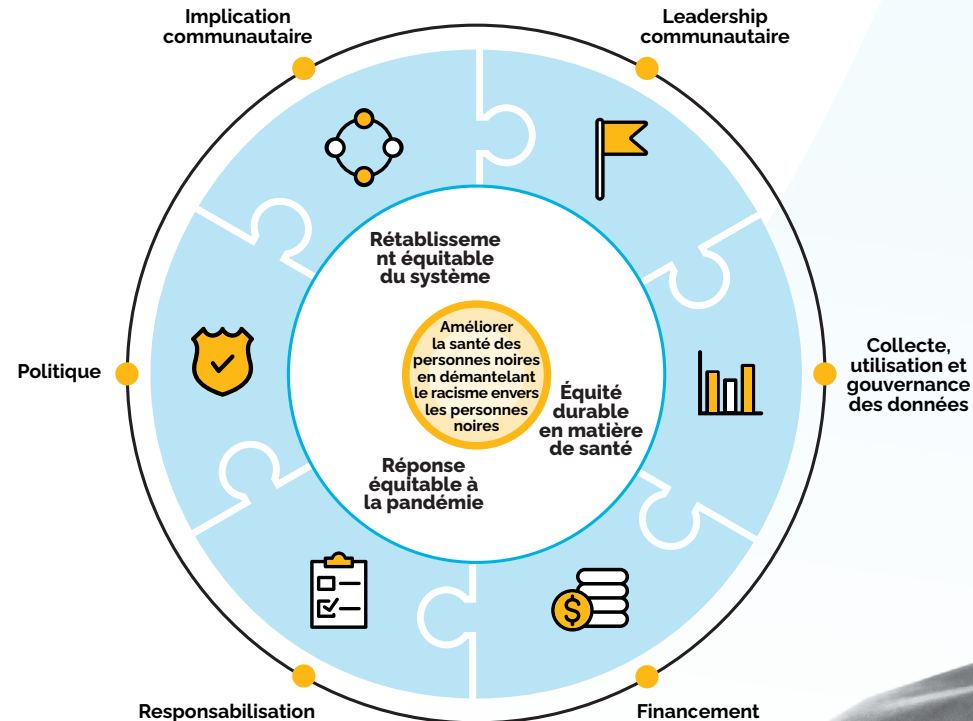 Implication
communautaire
Leadership
communautaire
Rétablisseme
nt équitable
du système
Améliorer
la santé des
personnes noires
en démantelant
le racisme envers
les personnes
noires
Équité
durable
en matière
de santé
Réponse
équitable à
la pandémie
Politique
Collecte,
utilisation et
gouvernance
des données
$
Responsabilisation
Financement